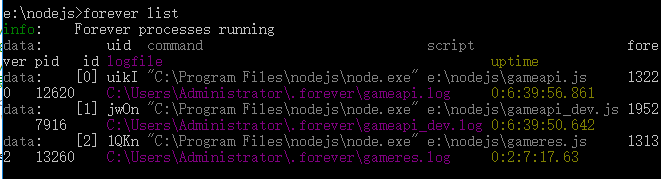 e:\nodejs>forever list
info:    Forever processes running
data:        uid  command                             script                     fore
ver pid   id logfile                                         uptime
data:    [0] uikI "C:\Program Files\nodejs\node.exe" e:\nodejs\gameapi.js     1322
0   12620    C:\Users\Administrator\.forever\gameapi.log     0:6:39:56.861
data:    [1] jwOn "C:\Program Files\nodejs\node.exe" e:\nodejs\gameapi_dev.js 1952
    7916     C:\Users\Administrator\.forever\gameapi_dev.log 0:6:39:50.642
data:    [2] lQKn "C:\Program Files\nodejs\node.exe" e:\nodejs\gameres.js     1313
2   13260    C:\Users\Administrator\.forever\gameres.log     0:2:7:17.63